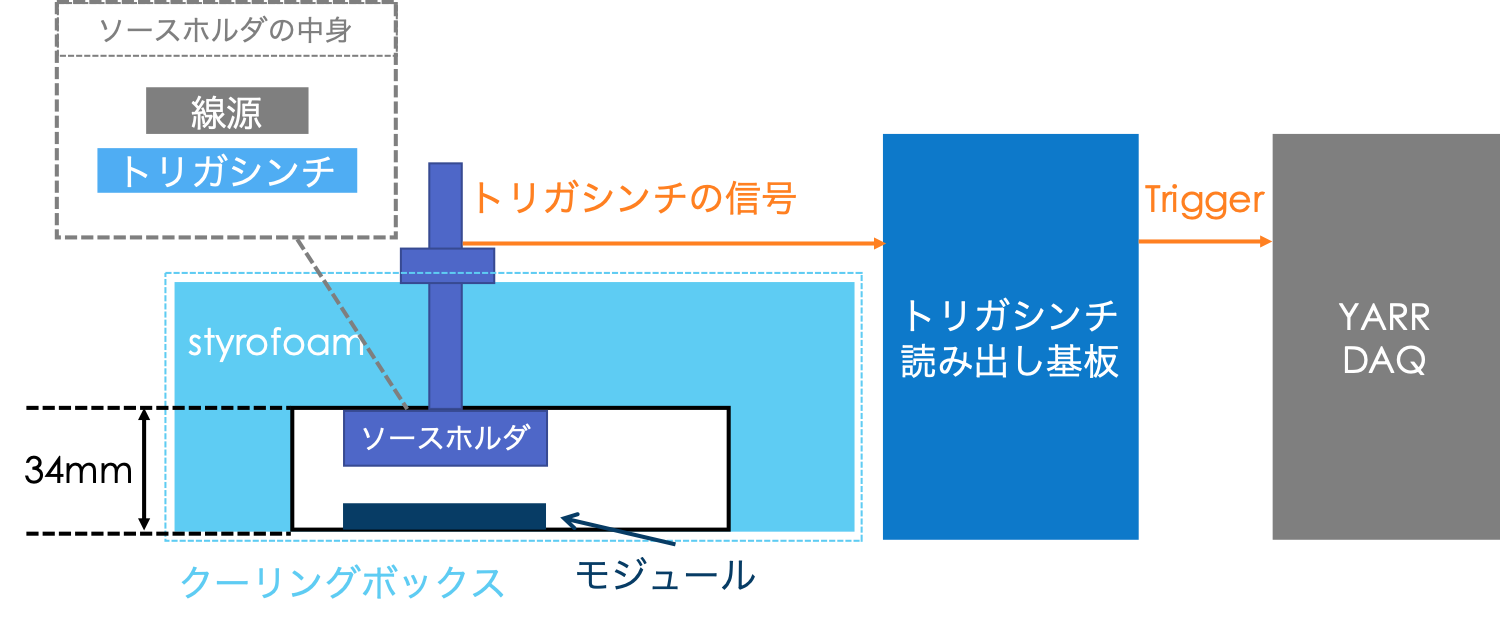 ソースホルダの中身
線源
トリガシンチ
トリガシンチの信号
Trigger
styrofoam
トリガシンチ
読み出し基板
YARR
DAQ
ソースホルダ
34mm
モジュール
クーリングボックス